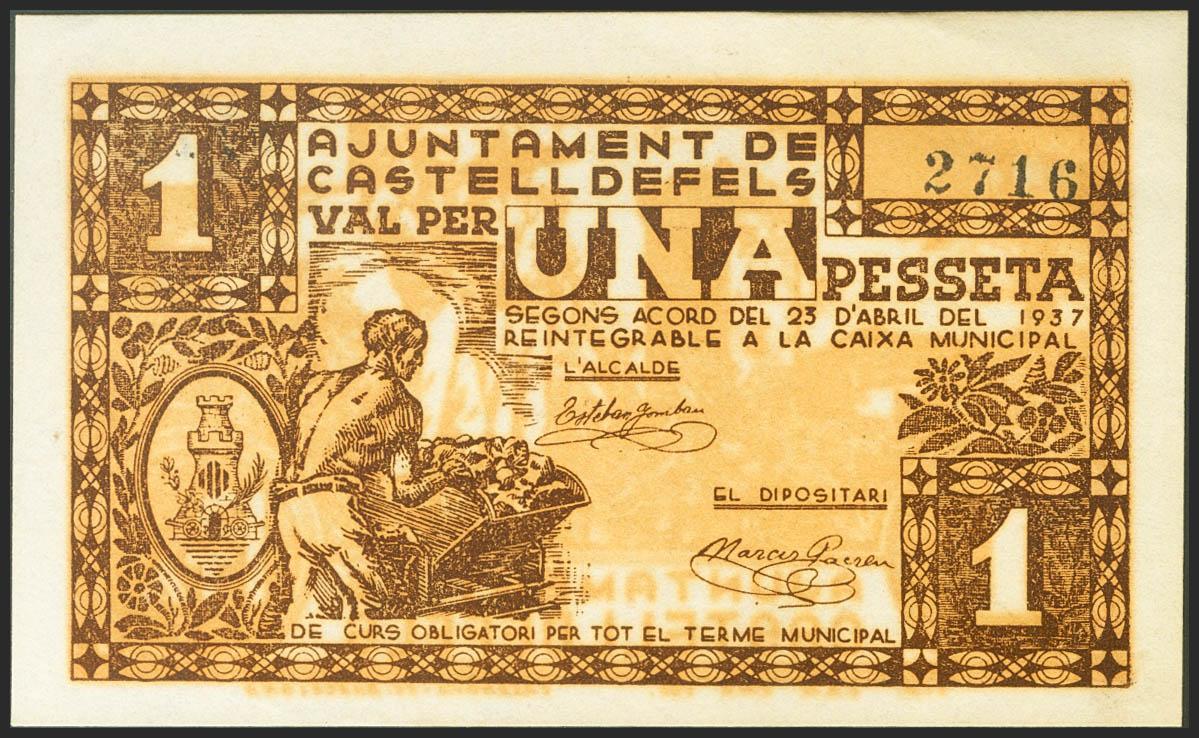 1
AJUNTAMENT DE
CASTELLDEFELS
2716
VAL PER UNA PESSETA
SEGONS ACORD DEL 23 D'ABRIL DEL 1937
REINTEGRABLE A LA CAIXA MUNICIPAL
L'ALCALDE
Esteban
EL DIPOSITARI
1
DE CURS OBLIGATORI PER TOT EL TERME MUNICIPAL